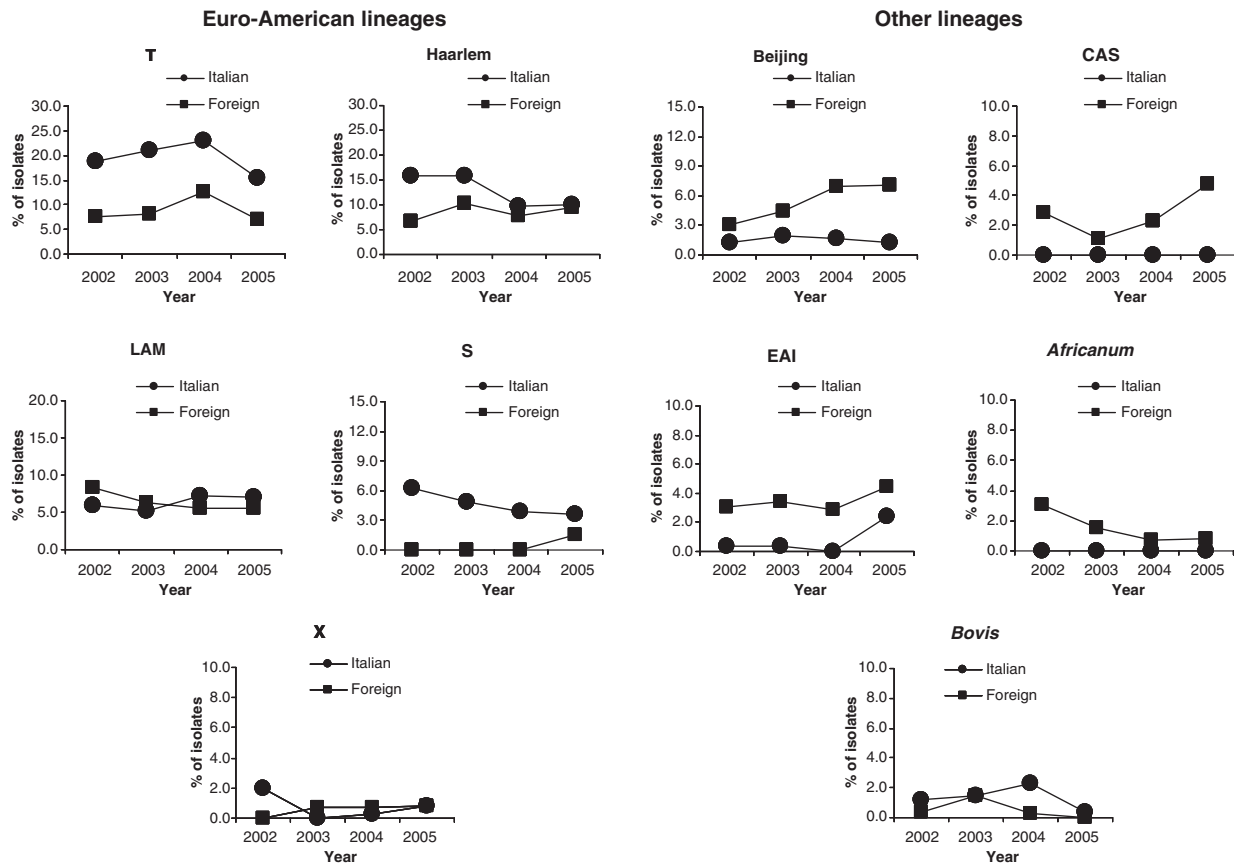 Euro-American lineages
Other lineages
T
Italian
Foreign
30.0
25.0
20.0
15.0
10.0
5.0
0.0
% of isolates
2002 2003 2004 2005
Year
Haarlem
Italian
Foreign
30.0
25.0
20.0
15.0
10.0
5.0
0.0
% of isolates
2002 2003 2004 2005
Year
Beijing
Italian
Foreign
15.0
12.0
9.0
6.0
3.0
0.0
% of isolates
2002 2003 2004 2005
Year
CAS
Italian
Foreign
10.0
8.0
6.0
4.0
2.0
0.0
% of isolates
2002 2003 2004 2005
Year
LAM
Italian
Foreign
20.0
15.0
10.0
5.0
0.0
% of isolates
2002 2003 2004 2005
Year
S
Italian
Foreign
15.0
12.0
9.0
6.0
3.0
0.0
% of isolates
2002 2003 2004 2005
Year
EAI
Italian
Foreign
10.0
8.0
6.0
4.0
2.0
0.0
% of isolates
2002 2003 2004 2005
Year
Africanum
Italian
Foreign
10.0
8.0
6.0
4.0
2.0
0.0
% of isolates
2002 2003 2004 2005
Year
X
Italian
Foreign
10.0
8.0
6.0
4.0
2.0
0.0
% of isolates
2002 2003 2004 2005
Year
Bovis
Italian
Foreign
10.0
8.0
6.0
4.0
2.0
0.0
% of isolates
2002 2003 2004 2005
Year